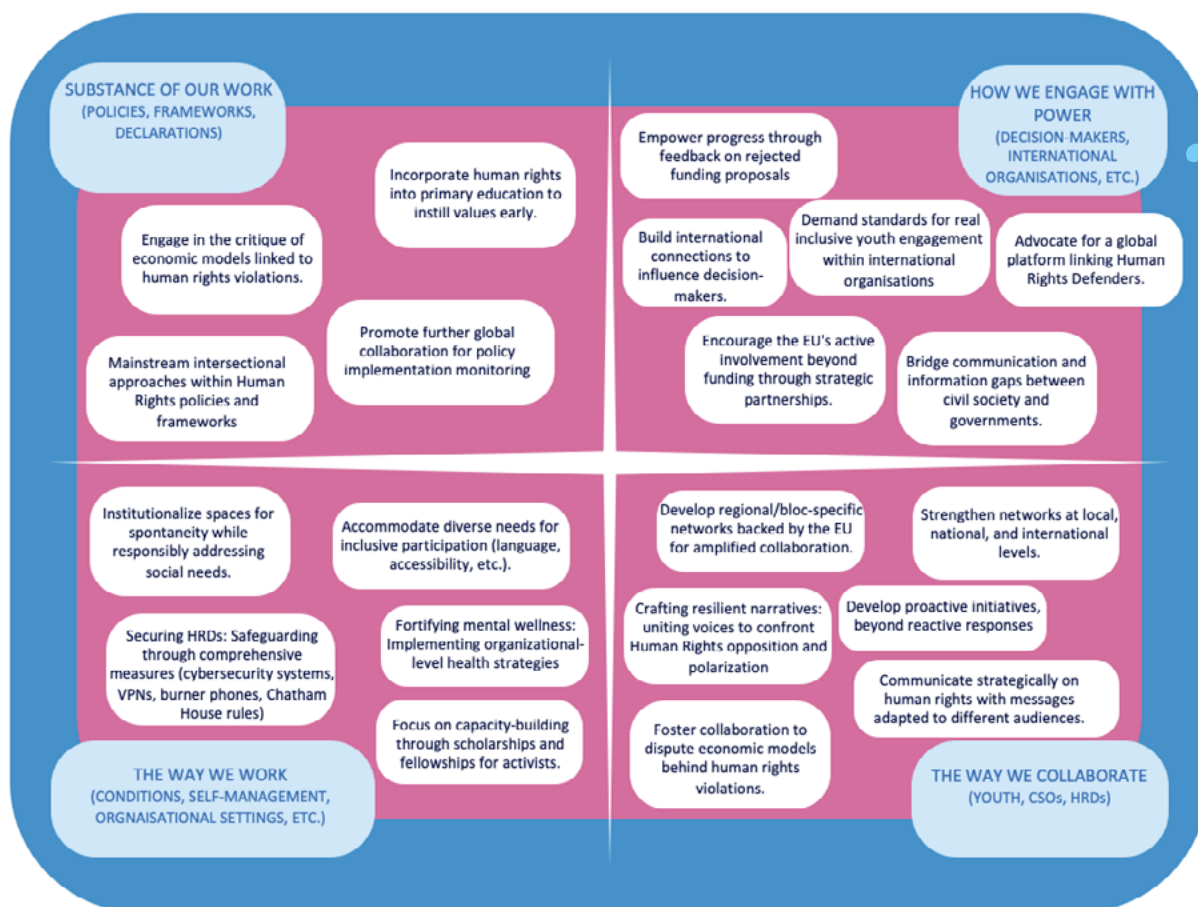 SUBSTANCE OF OUR WORK
(POLICIES, FRAMEWORKS,
DECLARATIONS)
Incorporate human rights
into primary education to
instill values early.
Engage in the critique of
economic models linked to
human rights violations.
Promote further global
collaboration for policy
implementation monitoring
Mainstream intersectional
approaches within Human
Rights policies and
frameworks
HOW WE ENGAGE WITH
POWER
(DECISION-MAKERS,
INTERNATIONAL
ORGANISATIONS, ETC.)
Empower progress through
feedback on rejected
funding proposals
Build international
connections to
influence decision-
makers.
Demand standards for real
inclusive youth engagement
within international
organisations
Advocate for a global
platform linking Human
Rights Defenders.
Encourage the EU's active
involvement beyond
funding through strategic
partnerships.
Bridge communication and
information gaps between
civil society and
governments.
Institutionalize spaces for
spontaneity while
responsibly addressing
social needs.
Accommodate diverse needs for
inclusive participation (language,
accessibility, etc.).
Securing HRDs: Safeguarding
through comprehensive
measures (cybersecurity systems,
VPNs, burner phones, Chatham
House rules)
Fortifying mental wellness:
Implementing organizational-
level health strategies
Focus on capacity-building
through scholarships and
fellowships for activists.
THE WAY WE WORK
(CONDITIONS, SELF-MANAGEMENT,
ORGNAISATIONAL SETTINGS, ETC.)
Develop regional/bloc-specific
networks backed by the EU
for amplified collaboration.
Strengthen networks at local,
national, and international
levels.
Crafting resilient narratives:
uniting voices to confront
Human Rights opposition and
polarization
Develop proactive initiatives,
beyond reactive responses
Communicate strategically on
human rights with messages
adapted to different audiences.
Foster collaboration to
dispute economic models
behind human rights
violations.
THE WAY WE COLLABORATE
(YOUTH, CSOs, HRDs)